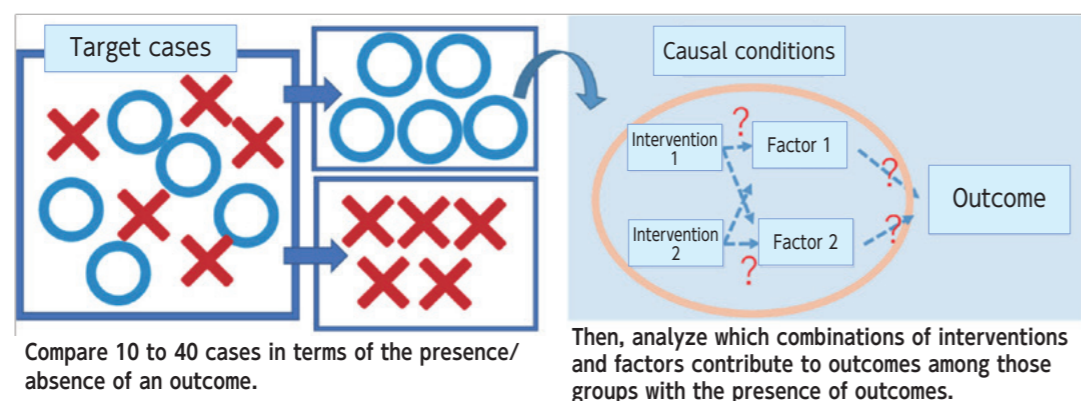 Target cases
Compare 10 to 40 cases in terms of the presence/
absence of an outcome.
Causal conditions
Intervention
1
?
Factor 1
?
Outcome
Intervention
2
?
Factor 2
?
Then, analyze which combinations of interventions
and factors contribute to outcomes among those
groups with the presence of outcomes.